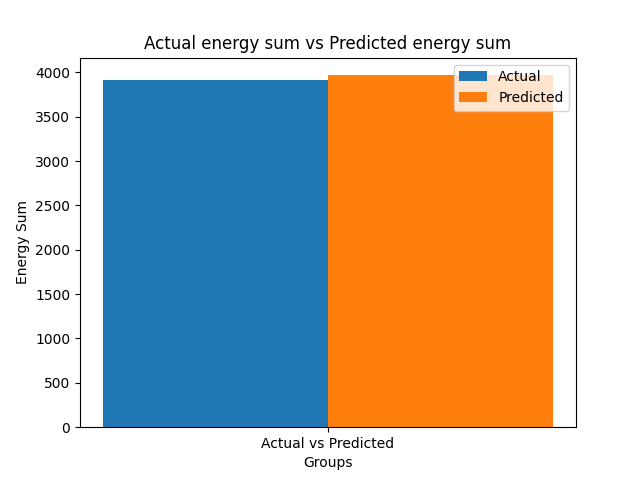 Actual energy sum vs Predicted energy sum
Actual
Predicted
4000
3500
3000
2500
2000
1500
1000
500
0
Energy Sum
Actual vs Predicted
Groups